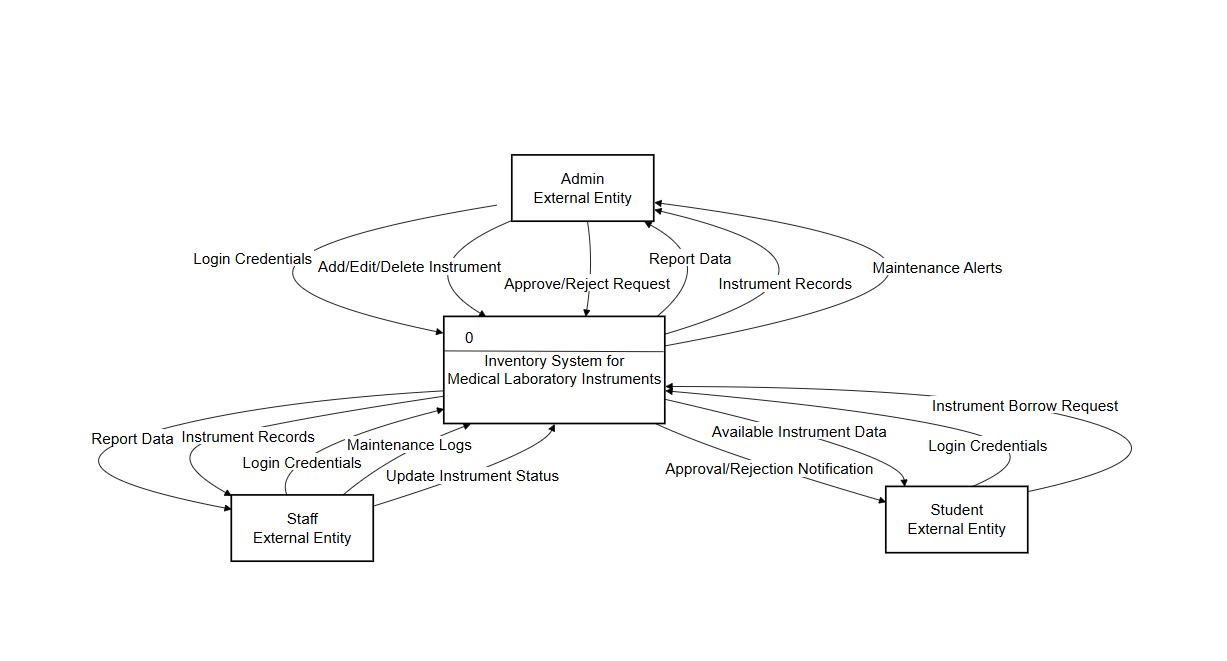 Admin
External Entity
Login Credentials
Add/Edit/Delete Instrument
Approve/Reject Request
Report Data
Instrument Records
Maintenance Alerts
0
Inventory System for
Medical Laboratory Instruments
Report Data
Instrument Records
Login Credentials
Maintenance Logs
Update Instrument Status
Available Instrument Data
Approval/Rejection Notification
Instrument Borrow Request
Login Credentials
Staff
External Entity
Student
External Entity